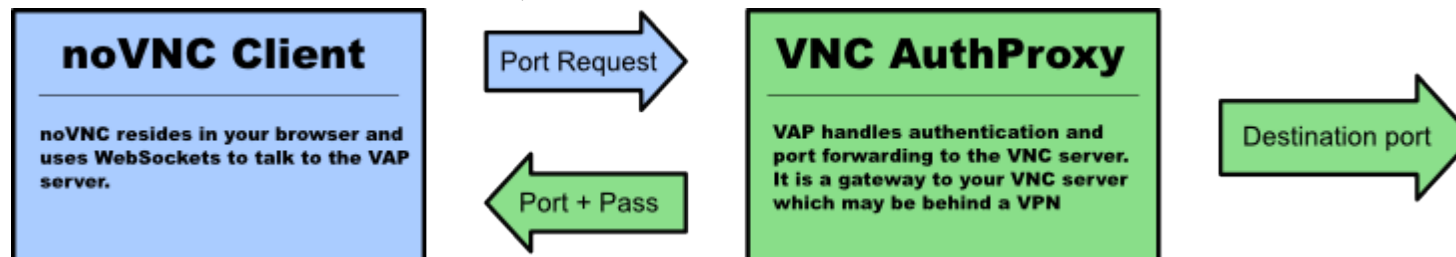 noVNC Client
noVNC resides in your browser and
uses WebSockets to talk to the VAP
server.
Port Request
Port + Pass
VNC AuthProxy
VAP handles authentication and
port forwarding to the VNC server.
It is a gateway to your VNC server
which may be behind a VPN
Destination port